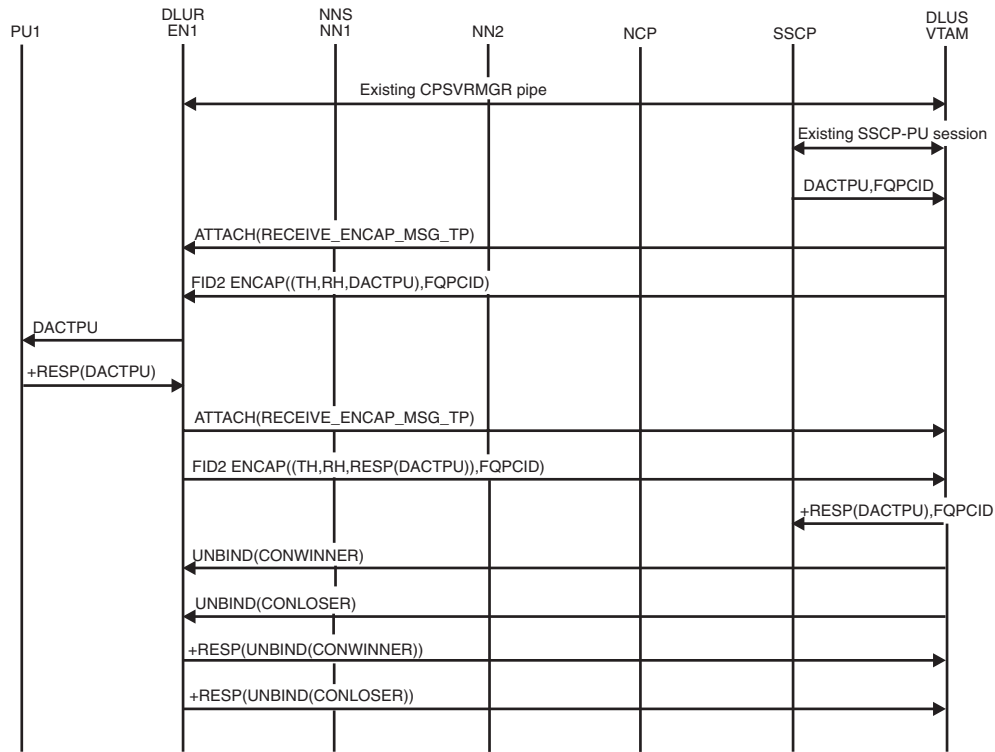 PU1
DLUR
EN1
NNS
NN1
NN2
NCP
SSCP
DLUS
VTAM
Existing CPSVRMGR pipe
Existing SSCP-PU session
DACTPU,FQPCID
ATTACH(RECEIVE_ENCAP_MSG_TP)
FID2 ENCAP((TH,RH,DACTPU),FQPCID)
DACTPU
+RESP(DACTPU)
ATTACH(RECEIVE_ENCAP_MSG_TP)
FID2 ENCAP((TH,RH,RESP(DACTPU)),FQPCID)
+RESP(DACTPU),FQPCID
UNBIND(CONWINNER)
UNBIND(CONLOSER)
+RESP(UNBIND(CONWINNER))
+RESP(UNBIND(CONLOSER))